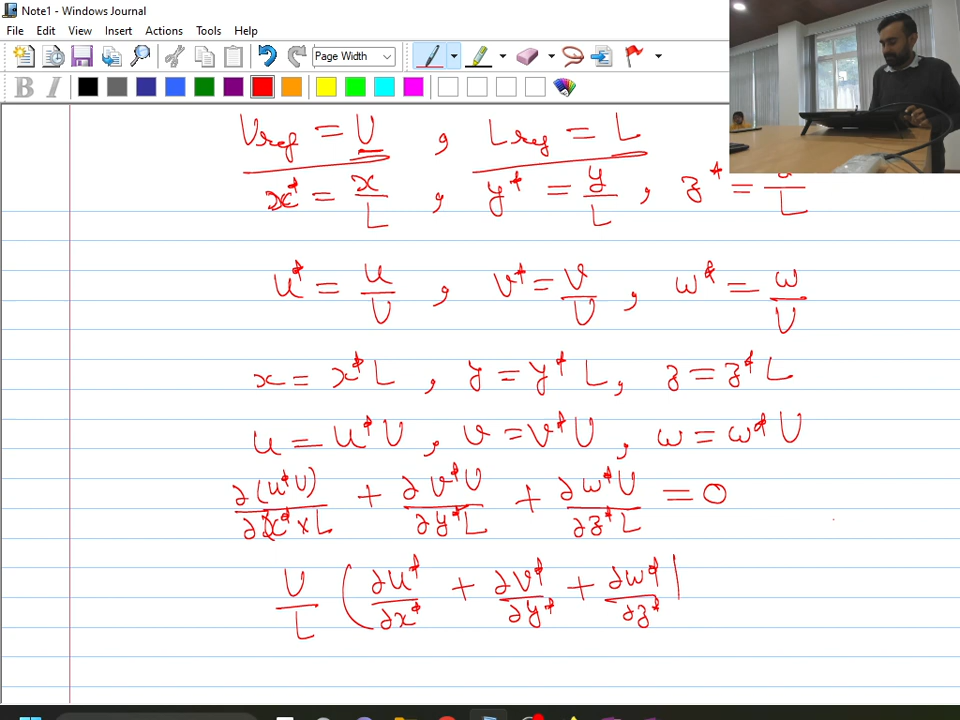 Note1 - Windows Journal
File Edit View Insert Actions Tools Help
Page Width
B I
Vref = U , Lref = L
x* = x/L , y* = y/L , z* = /L
u* = u/U , v* = v/U , w* = w/U
x = x* L , y = y* L , z = z* L
u = u* U , v = v* U , w = w* U
∂(u* U)/∂x* × L + ∂v* U/∂y* L + ∂w* U/∂z* L = 0
U/L (∂u*/∂x* + ∂v*/∂y* + ∂w*/∂z*)